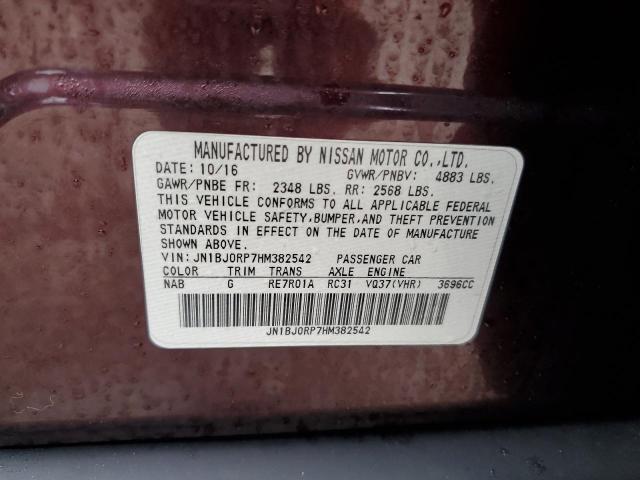 MANUFACTURED BY NISSAN MOTOR CO.,LTD.
DATE: 10/16 GVWR/PNBV: 4883 LBS.
GAWR/PNBE FR: 2348 LBS. RR: 2568 LBS.
THIS VEHICLE CONFORMS TO ALL APPLICABLE FEDERAL
MOTOR VEHICLE SAFETY,BUMPER,AND THEFT PREVENTION
STANDARDS IN EFFECT ON THE DATE OF MANUFACTURE
SHOWN ABOVE.
VIN: JN1BJ0RP7HM382542 PASSENGER CAR
COLOR TRIM TRANS AXLE ENGINE
NAB G RE7R01A RC31 VQ37(VHR) 3696CC
JN1BJ0RP7HM382542